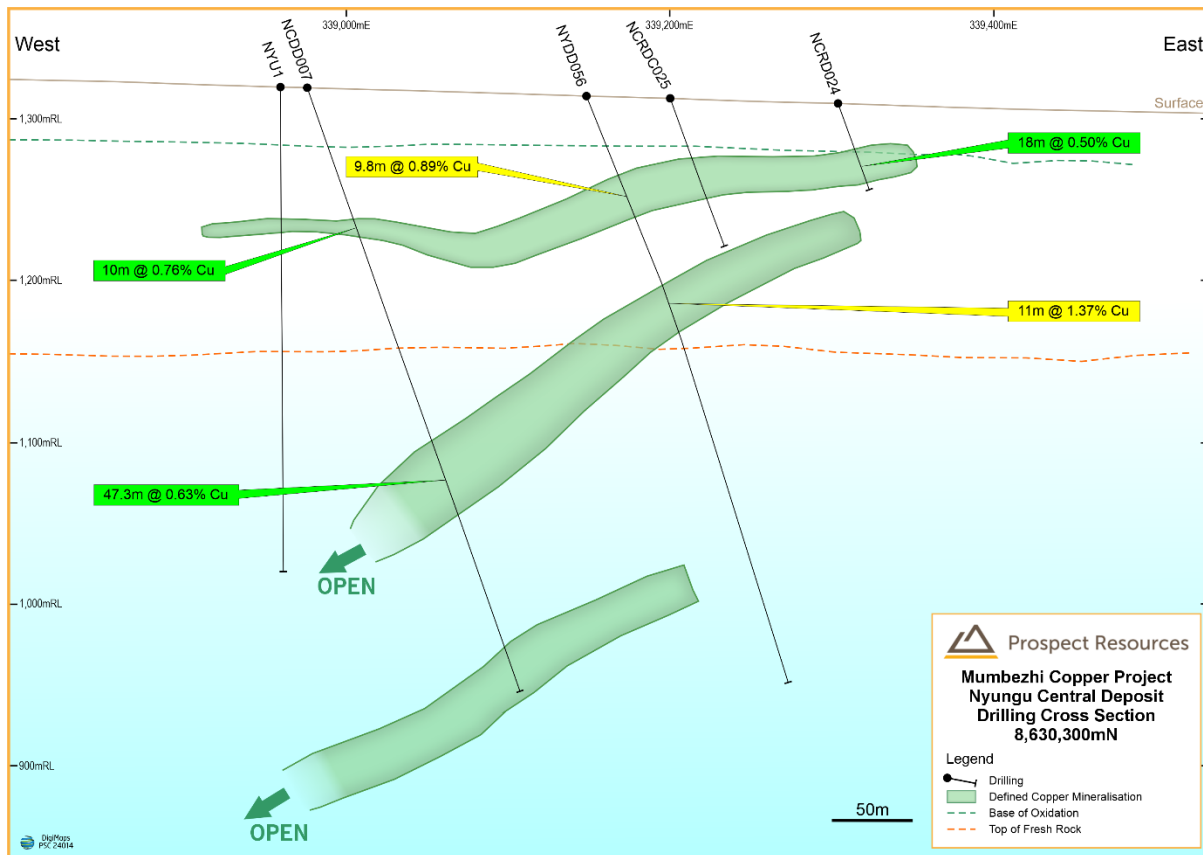 339,000mE
339,200mE
339,400mE
West
East
NYU1
NCDD007
NYDD056
NCRDC025
NCRD024
Surface
1,300mRL
18m @ 0.50% Cu
9.8m @ 0.89% Cu
10m @ 0.76% Cu
1,200mRL
11m @ 1.37% Cu
1,100mRL
47.3m @ 0.63% Cu
OPEN
1,000mRL
900mRL
OPEN
50m
Prospect Resources
Mumbezhi Copper Project
Nyungu Central Deposit
Drilling Cross Section
8,630,300mN
Legend
Drilling
Defined Copper Mineralisation
Base of Oxidation
Top of Fresh Rock
DigiMaps
PSC 24014